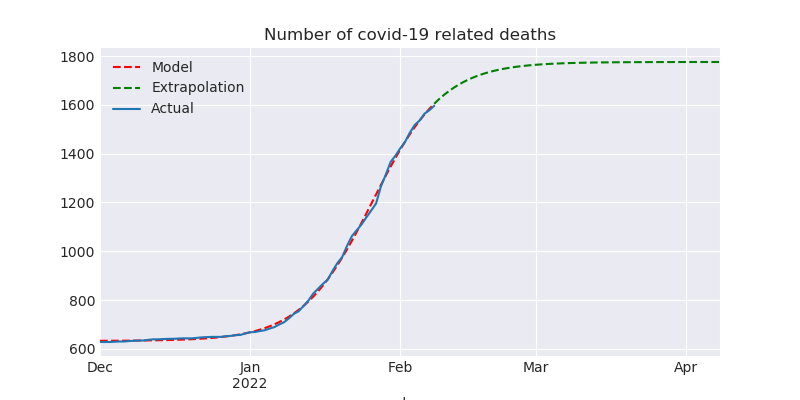 Number of covid-19 related deaths
1800
1600
1400
1200
1000
800
600
Model
Extrapolation
Actual
Dec Jan Feb Mar Apr
2022